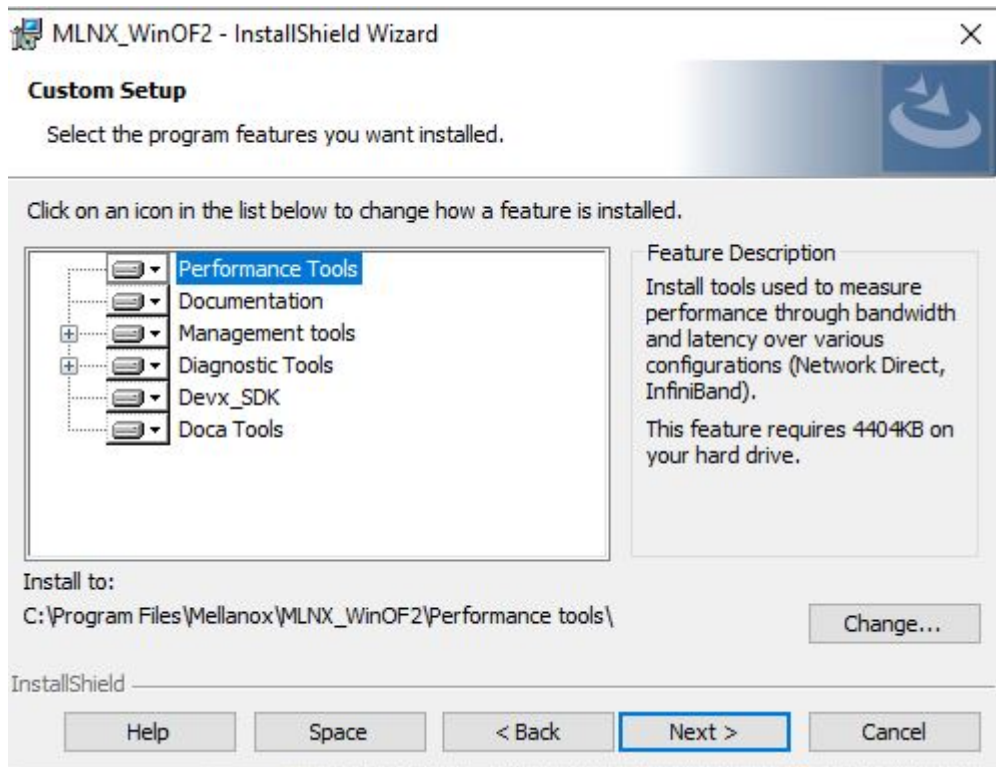 MLNX_WinOF2 - InstallShield Wizard
Custom Setup
Select the program features you want installed.
Click on an icon in the list below to change how a feature is installed.
Performance Tools
Documentation
Management tools
Diagnostic Tools
Devx_SDK
Doca Tools
Feature Description
Install tools used to measure
performance through bandwidth
and latency over various
configurations (Network Direct,
InfiniBand).
This feature requires 4404KB on
your hard drive.
Install to:
C:\Program Files\Mellanox\MLNX_WinOF2\Performance tools\
Change...
InstallShield
Help
Space
< Back
Next >
Cancel